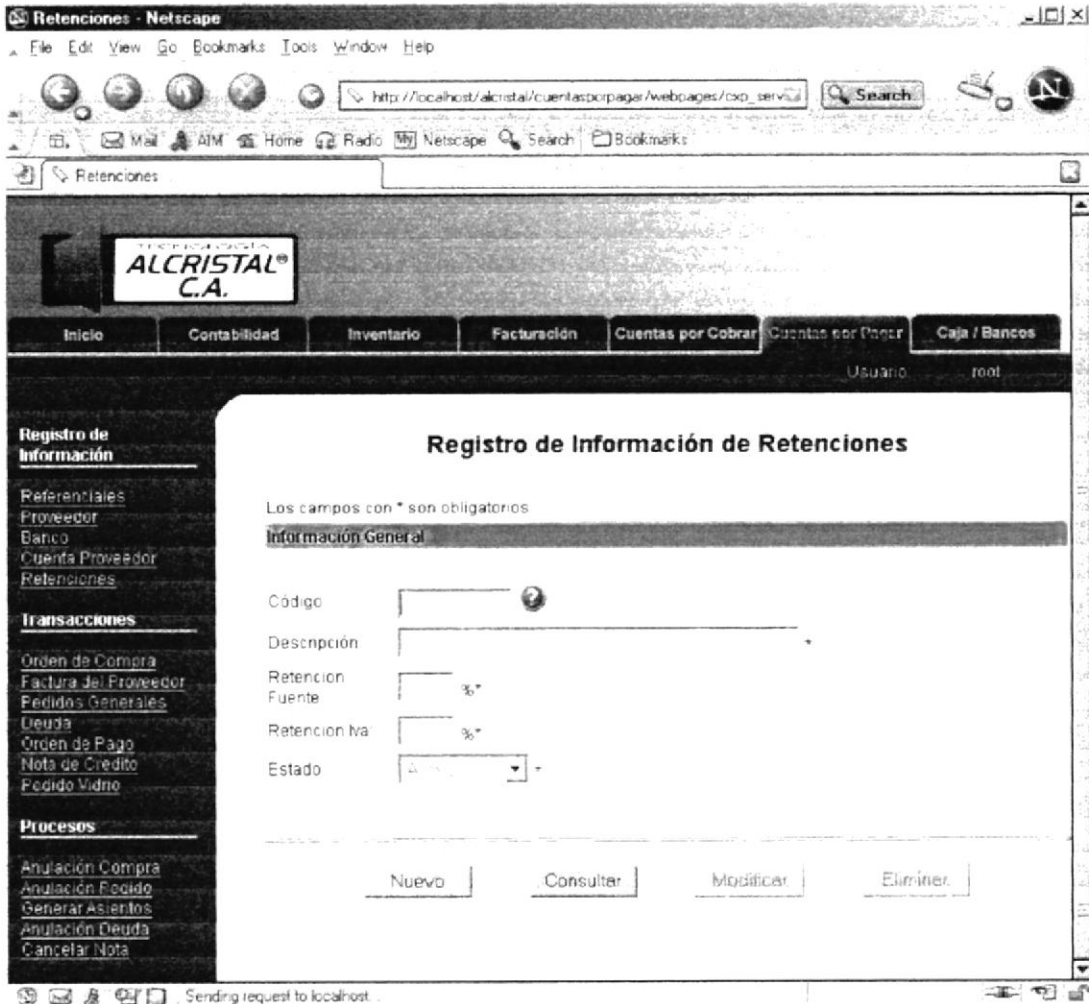 Retenciones - Netscape
File Edit View Go Bookmarks Tools Window Help
http://localhost/alcristal/cuentasporpagar/webpages/cxp_serv
Search
N
Mail AIM Home Radio My Netscape Search Bookmarks
Retenciones
ALCRISTAL®
C.A.
Inicio Contabilidad Inventario Facturación Cuentas por Cobrar Cuentas por Pagar Caja / Bancos
Usuario root
Registro de
Información
Referenciales
Proveedor
Banco
Cuenta Proveedor
Retenciones
Transacciones
Orden de Compra
Factura del Proveedor
Pedidos Generales
Deuda
Orden de Pago
Nota de Credito
Pedido Vidrio
Procesos
Anulación Compra
Anulación Pedido
Generar Asientos
Anulación Deuda
Cancelar Nota
Registro de Información de Retenciones
Los campos con * son obligatorios
Información General
Código
?
Descripción
*
Retencion
Fuente
%*
Retencion Iva:
%*
Estado
*
Nuevo Consultar Modificar Eliminar
Sending request to localhost...